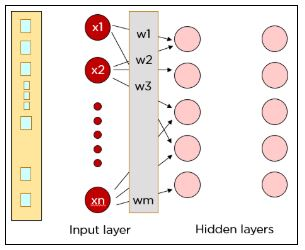 x1
w1
w2
x2
w3
xn
wm
Input layer
Hidden layers